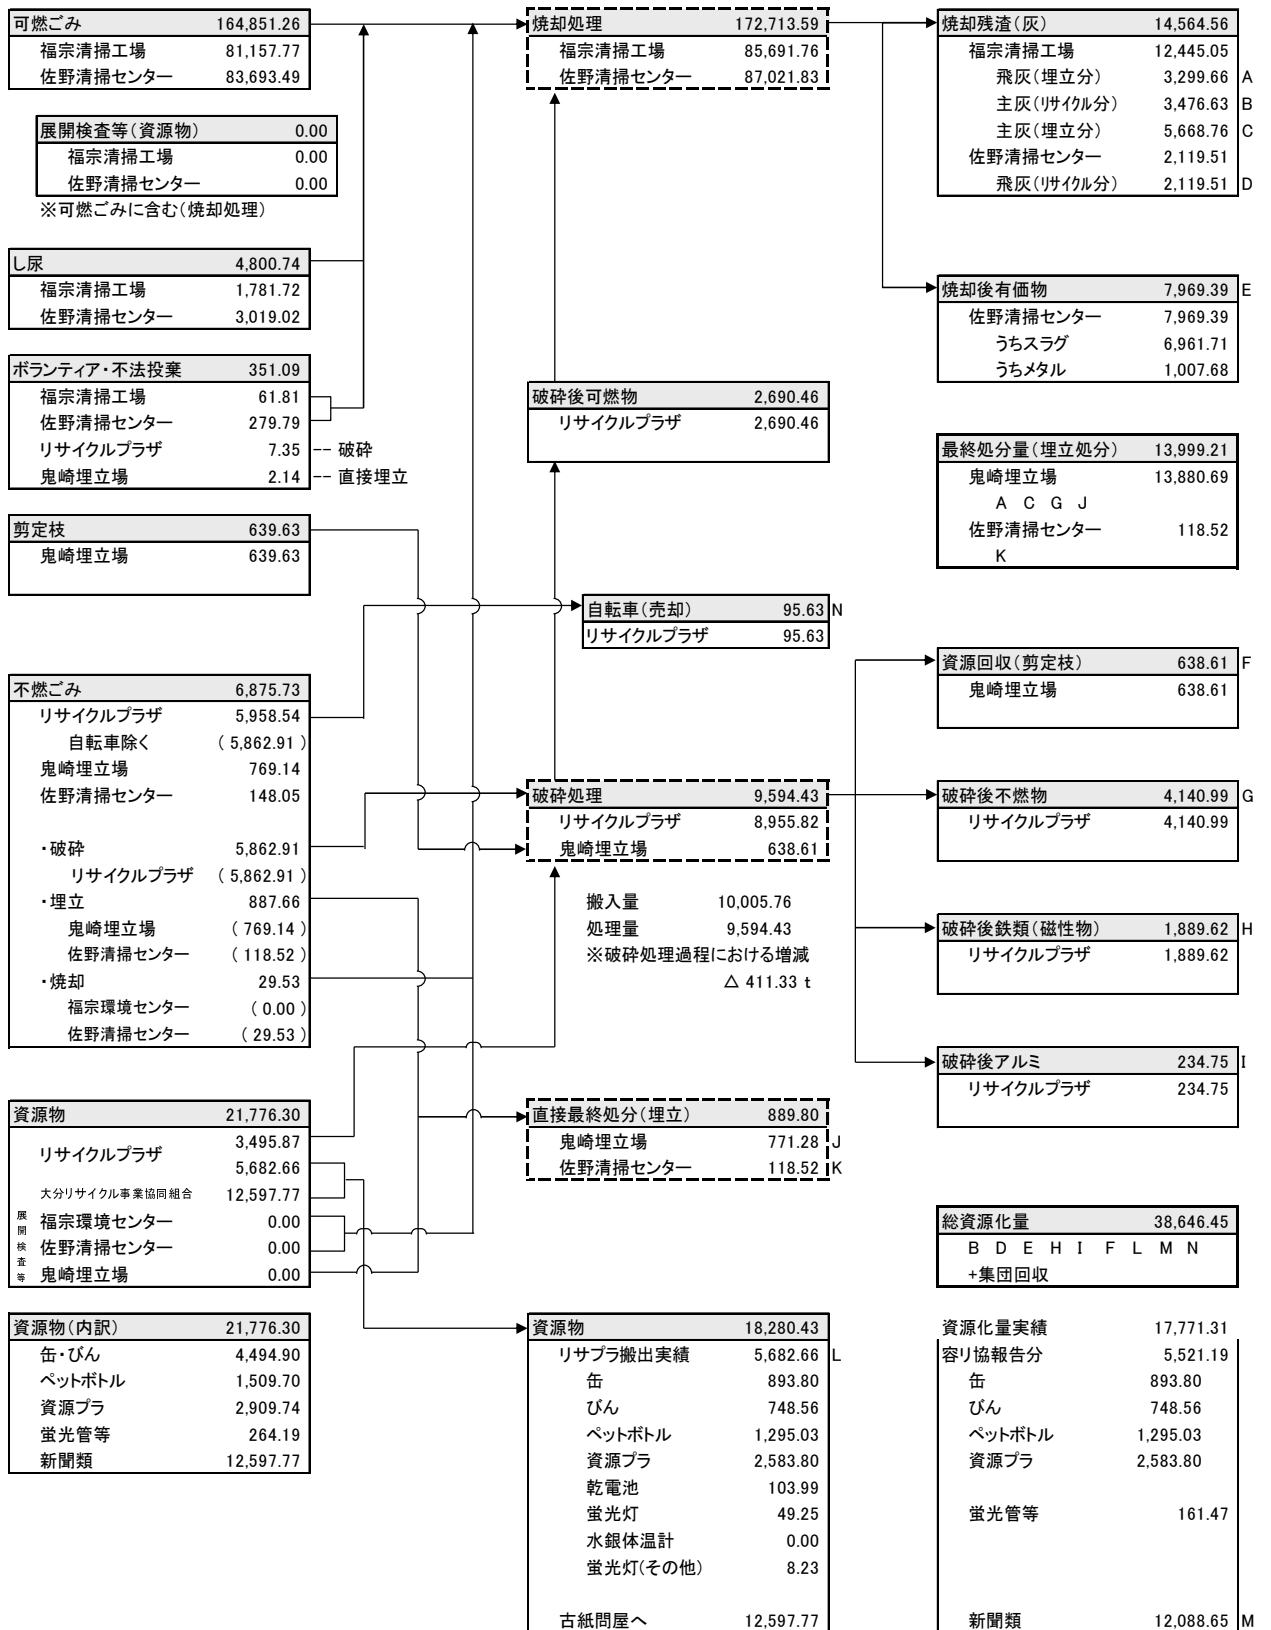 可燃ごみ 164,851.26
福宗清掃工場 81,157.77
佐野清掃センター 83,693.49
展開検査等(資源物) 0.00
福宗清掃工場 0.00
佐野清掃センター 0.00
※可燃ごみに含む(焼却処理)
し尿 4,800.74
福宗清掃工場 1,781.72
佐野清掃センター 3,019.02
ボランティア・不法投棄 351.09
福宗清掃工場 61.81
佐野清掃センター 279.79
リサイクルプラザ 7.35 -- 破砕
鬼崎埋立場 2.14 -- 直接埋立
剪定枝 639.63
鬼崎埋立場 639.63
不燃ごみ 6,875.73
リサイクルプラザ 5,958.54
自転車除く ( 5,862.91 )
鬼崎埋立場 769.14
佐野清掃センター 148.05
・破砕 5,862.91
リサイクルプラザ ( 5,862.91 )
・埋立 887.66
鬼崎埋立場 ( 769.14 )
佐野清掃センター ( 118.52 )
・焼却 29.53
福宗環境センター ( 0.00 )
佐野清掃センター ( 29.53 )
資源物 21,776.30
リサイクルプラザ 3,495.87
5,682.66
大分リサイクル事業協同組合 12,597.77
展開検査等
福宗環境センター 0.00
佐野清掃センター 0.00
鬼崎埋立場 0.00
資源物(内訳) 21,776.30
缶・びん 4,494.90
ペットボトル 1,509.70
資源プラ 2,909.74
蛍光管等 264.19
新聞類 12,597.77
焼却処理 172,713.59
福宗清掃工場 85,691.76
佐野清掃センター 87,021.83
破砕後可燃物 2,690.46
リサイクルプラザ 2,690.46
自転車(売却) 95.63 N
リサイクルプラザ 95.63
破砕処理 9,594.43
リサイクルプラザ 8,955.82
鬼崎埋立場 638.61
搬入量 10,005.76
処理量 9,594.43
※破砕処理過程における増減
△ 411.33 t
直接最終処分(埋立) 889.80
鬼崎埋立場 771.28 J
佐野清掃センター 118.52 K
資源物 18,280.43
リサプラ搬出実績 5,682.66 L
缶 893.80
びん 748.56
ペットボトル 1,295.03
資源プラ 2,583.80
乾電池 103.99
蛍光灯 49.25
水銀体温計 0.00
蛍光灯(その他) 8.23
古紙問屋へ 12,597.77
焼却残渣(灰) 14,564.56
福宗清掃工場 12,445.05
飛灰(埋立分) 3,299.66 A
主灰(リサイクル分) 3,476.63 B
主灰(埋立分) 5,668.76 C
佐野清掃センター 2,119.51
飛灰(リサイクル分) 2,119.51 D
焼却後有価物 7,969.39 E
佐野清掃センター 7,969.39
うちスラグ 6,961.71
うちメタル 1,007.68
最終処分量(埋立処分) 13,999.21
鬼崎埋立場 13,880.69
A C G J
佐野清掃センター 118.52
K
資源回収(剪定枝) 638.61 F
鬼崎埋立場 638.61
破砕後不燃物 4,140.99 G
リサイクルプラザ 4,140.99
破砕後鉄類(磁性物) 1,889.62 H
リサイクルプラザ 1,889.62
破砕後アルミ 234.75 I
リサイクルプラザ 234.75
総資源化量 38,646.45
B D E H I F L M N
+集団回収
資源化量実績 17,771.31
容リ協報告分 5,521.19
缶 893.80
びん 748.56
ペットボトル 1,295.03
資源プラ 2,583.80
蛍光管等 161.47
新聞類 12,088.65 M